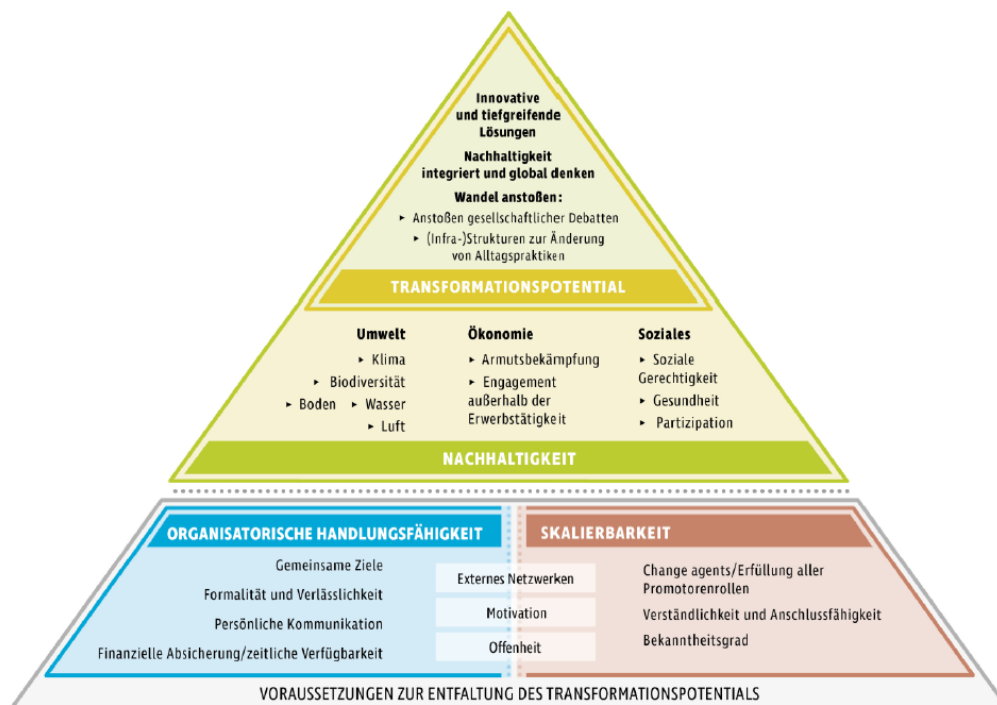 Innovative
und tiefgreifende
Lösungen
Nachhaltigkeit
integriert und global denken
Wandel anstoßen:
▸ Anstoßen gesellschaftlicher Debatten
▸ (Infra-)Strukturen zur Änderung
von Alltagspraktiken
TRANSFORMATIONSPOTENTIAL
Umwelt
▸ Klima
▸ Biodiversität
▸ Boden ▸ Wasser
▸ Luft
Ökonomie
▸ Armutsbekämpfung
▸ Engagement
außerhalb der
Erwerbstätigkeit
Soziales
▸ Soziale
Gerechtigkeit
▸ Gesundheit
▸ Partizipation
NACHHALTIGKEIT
ORGANISATORISCHE HANDLUNGSFÄHIGKEIT
Gemeinsame Ziele
Formalität und Verlässlichkeit
Persönliche Kommunikation
Finanzielle Absicherung/zeitliche Verfügbarkeit
Externes Netzwerken
Motivation
Offenheit
SKALIERBARKEIT
Change agents/Erfüllung aller
Promotorenrollen
Verständlichkeit und Anschlussfähigkeit
Bekanntheitsgrad
VORAUSSETZUNGEN ZUR ENTFALTUNG DES TRANSFORMATIONSPOTENTIALS